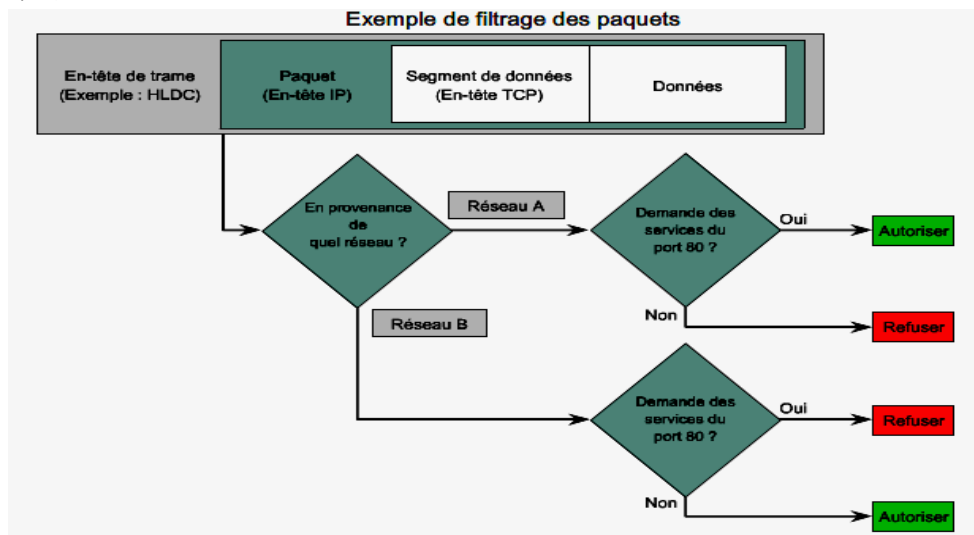 Exemple de filtrage des paquets
En-tête de trame
(Exemple : HLDC)
Paquet
(En-tête IP)
Segment de données
(En-tête TCP)
Données
En provenance
de
quel réseau ?
Réseau A
Demande des
services du
port 80 ?
Oui
Autoriser
Non
Refuser
Réseau B
Demande des
services du
port 80 ?
Oui
Refuser
Non
Autoriser